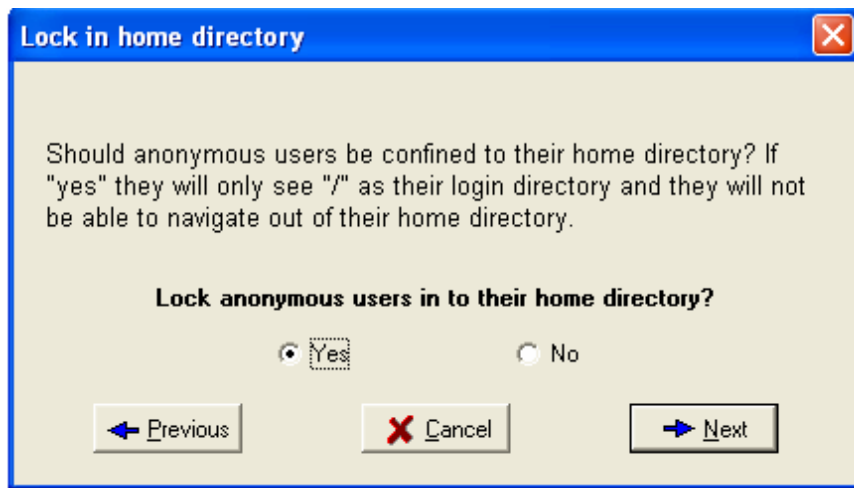 Lock in home directory
Should anonymous users be confined to their home directory? If
"yes" they will only see "/" as their login directory and they will not
be able to navigate out of their home directory.
Lock anonymous users in to their home directory?
Yes No
Previous Cancel Next